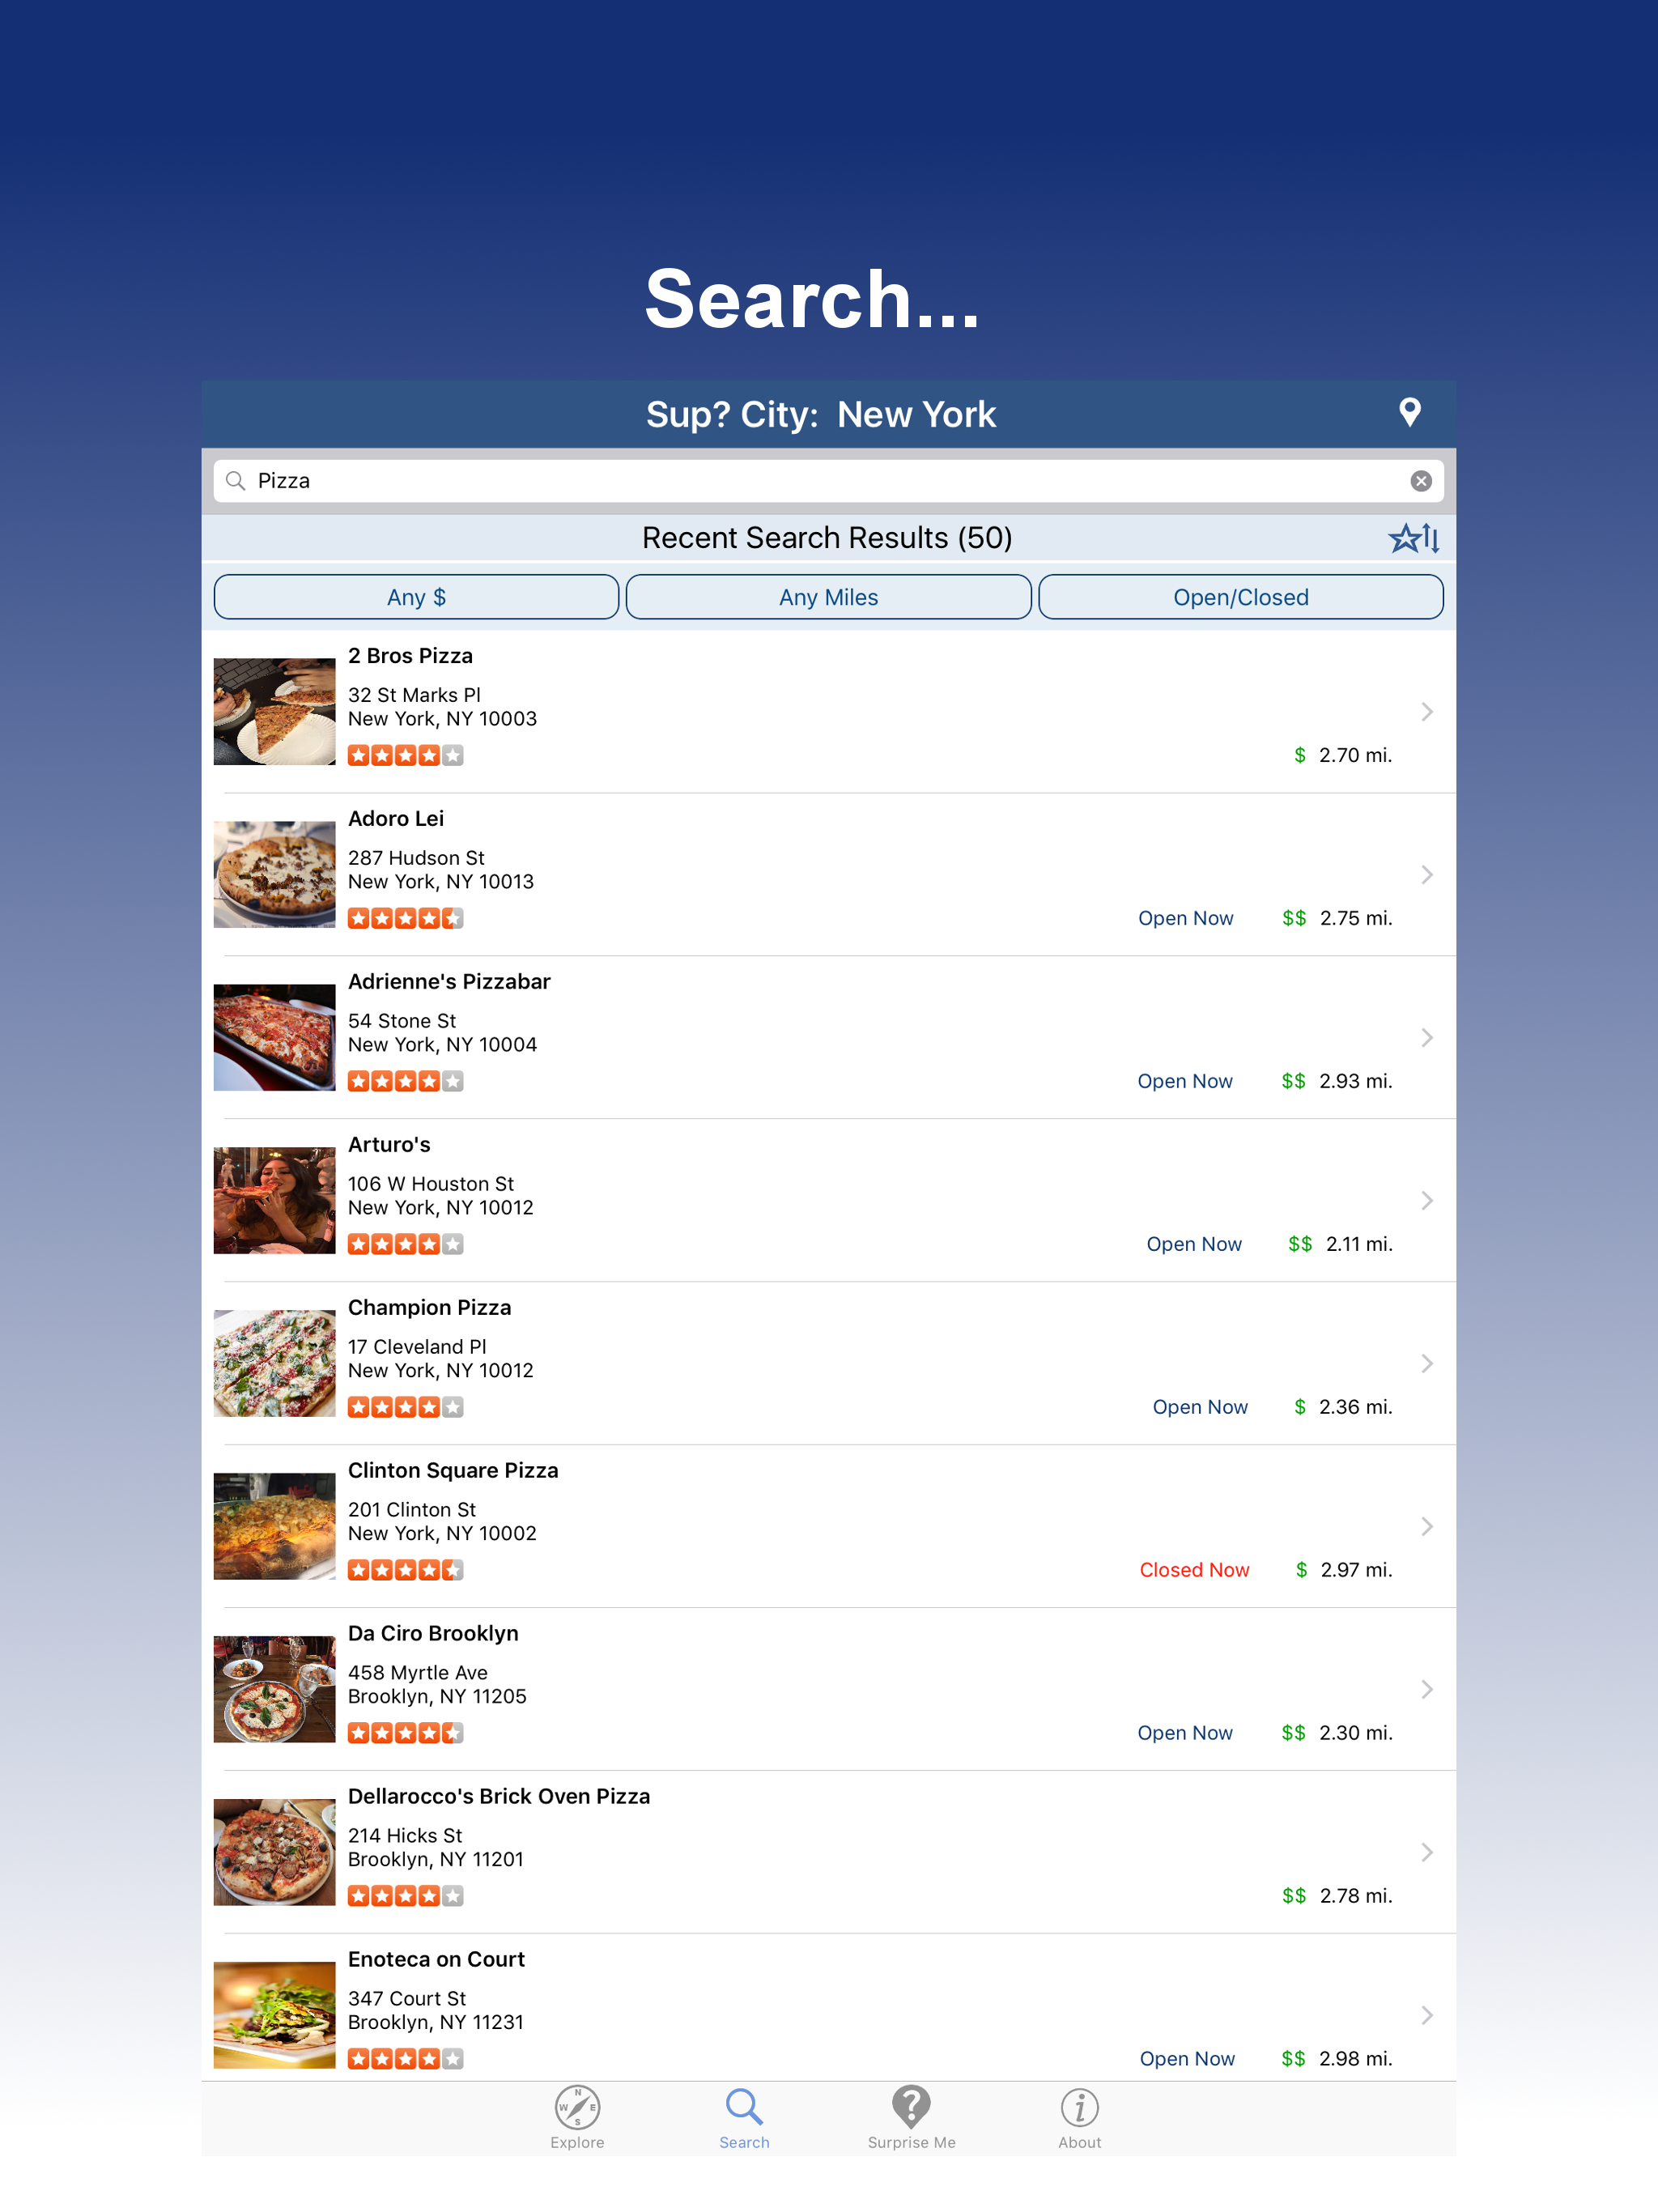 Search...
Sup? City:  New York
Pizza
Recent Search Results (50)
Any $
Any Miles
Open/Closed
2 Bros Pizza
32 St Marks Pl
New York, NY 10003
$ 2.70 mi.
Adoro Lei
287 Hudson St
New York, NY 10013
Open Now $$ 2.75 mi.
Adrienne's Pizzabar
54 Stone St
New York, NY 10004
Open Now $$ 2.93 mi.
Arturo's
106 W Houston St
New York, NY 10012
Open Now $$ 2.11 mi.
Champion Pizza
17 Cleveland Pl
New York, NY 10012
Open Now $ 2.36 mi.
Clinton Square Pizza
201 Clinton St
New York, NY 10002
Closed Now $ 2.97 mi.
Da Ciro Brooklyn
458 Myrtle Ave
Brooklyn, NY 11205
Open Now $$ 2.30 mi.
Dellarocco's Brick Oven Pizza
214 Hicks St
Brooklyn, NY 11201
$$ 2.78 mi.
Enoteca on Court
347 Court St
Brooklyn, NY 11231
Open Now $$ 2.98 mi.
N
W E
S
?
i
Explore
Search
Surprise Me
About